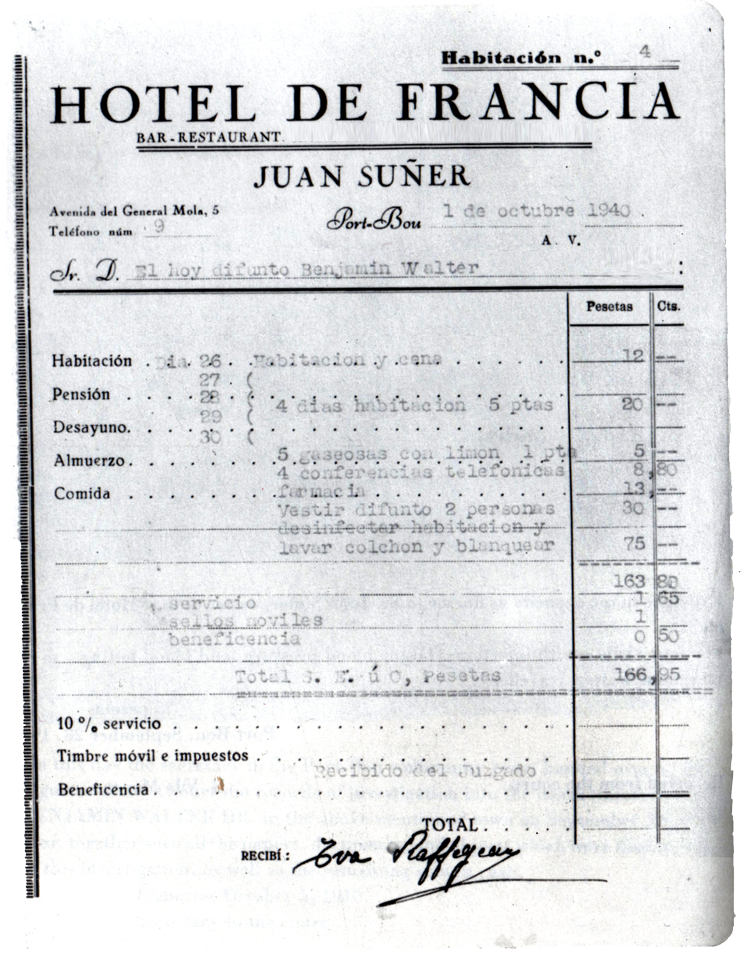 Habitación n.º 4
HOTEL DE FRANCIA
BAR-RESTAURANT.
JUAN SUÑER
Avenida del General Mola, 5
Teléfono núm 9
Port-Bou 1 de octubre 1940.
A. V.
Sr. D. El hoy difunto Benjamin Walter :
Pesetas Cts.
Habitación Dia 26 Habitacion y cena 12 --
27 (
Pensión 28 ( 4 dias habitacion 5 ptas 20 --
29 (
Desayuno. 30 (
Almuerzo. 5 gaseosas con limon 1 pta 5 --
4 conferencias telefonicas 8,80
Comida farmacia 13,--
Vestir difunto 2 personas 30 --
desinfectar habitacion y
lavar colchon y blanquear 75 --
163 80
servicio 1 65
sellos moviles 1
beneficencia 0 50
Total S. E. ú O, Pesetas 166,95
10 % servicio
Timbre móvil e impuestos
Recibido del Juzgado
Beneficencia.
TOTAL.
RECIBÍ: